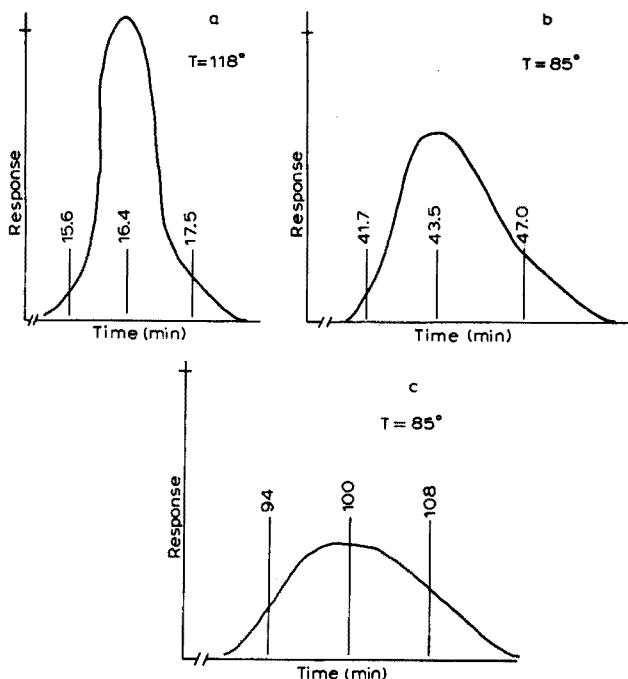 a
T=118°
Response
15.6
16.4
17.5
Time (min)
b
T=85°
Response
41.7
43.5
47.0
Time (min)
c
T=85°
Response
94
100
108
Time (min)